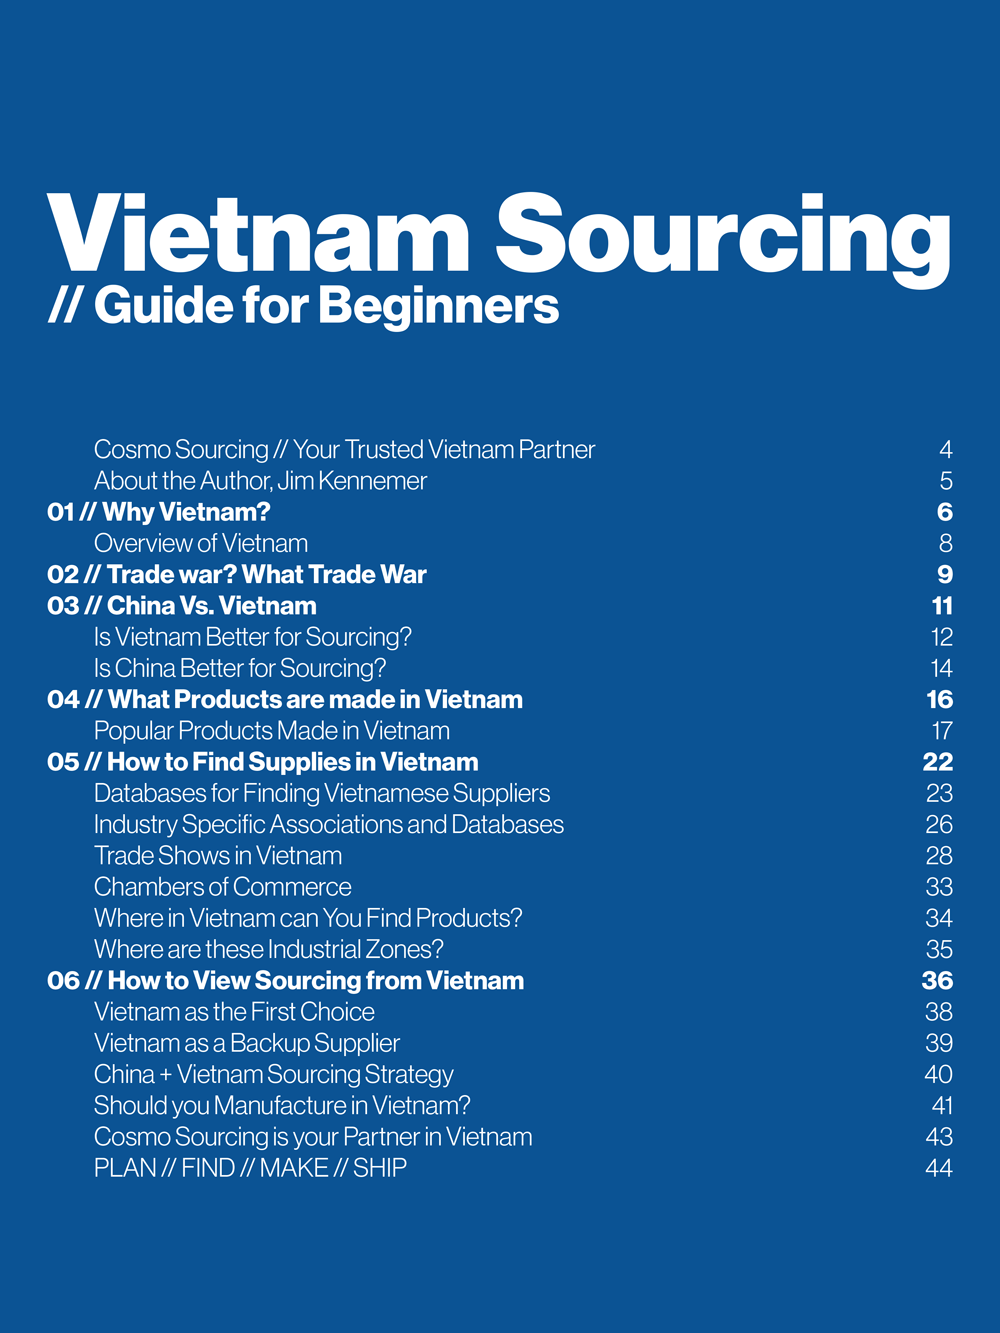 Vietnam Sourcing
// Guide for Beginners
Cosmo Sourcing // Your Trusted Vietnam Partner 4
About the Author, Jim Kennemer 5
01 // Why Vietnam? 6
Overview of Vietnam 8
02 // Trade war? What Trade War 9
03 // China Vs. Vietnam 11
Is Vietnam Better for Sourcing? 12
Is China Better for Sourcing? 14
04 // What Products are made in Vietnam 16
Popular Products Made in Vietnam 17
05 // How to Find Supplies in Vietnam 22
Databases for Finding Vietnamese Suppliers 23
Industry Specific Associations and Databases 26
Trade Shows in Vietnam 28
Chambers of Commerce 33
Where in Vietnam can You Find Products? 34
Where are these Industrial Zones? 35
06 // How to View Sourcing from Vietnam 36
Vietnam as the First Choice 38
Vietnam as a Backup Supplier 39
China + Vietnam Sourcing Strategy 40
Should you Manufacture in Vietnam? 41
Cosmo Sourcing is your Partner in Vietnam 43
PLAN // FIND // MAKE // SHIP 44